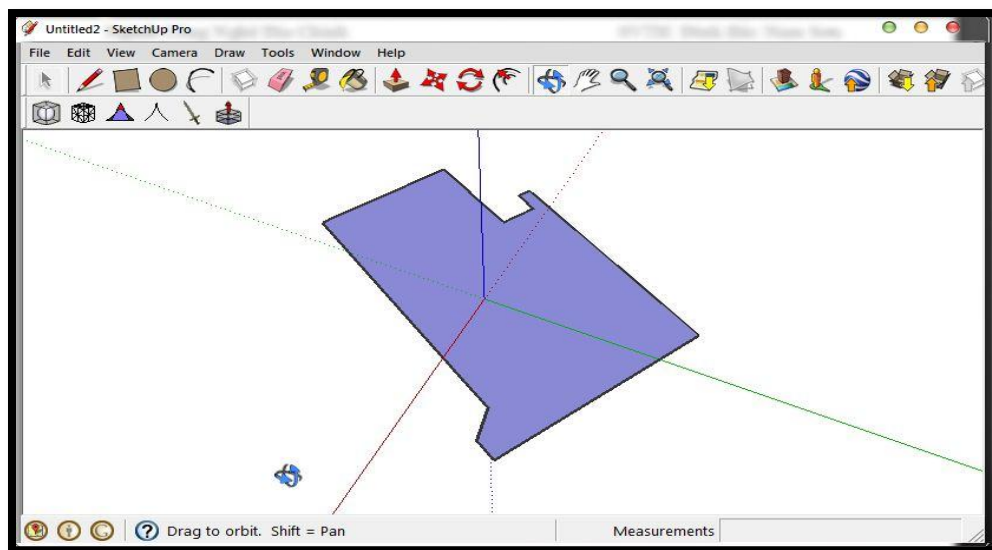 Untitled2 - SketchUp Pro
File Edit View Camera Draw Tools Window Help
Drag to orbit. Shift = Pan
Measurements